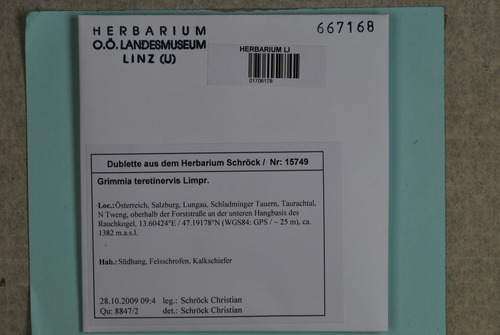 HERBARIUM
O.Ö. LANDESMUSEUM
LINZ (U)
667168
HERBARIUM LI
01706178
Dublette aus dem Herbarium Schröck / Nr: 15749
Grimmia teretinervis Limpr.
Loc.:Österreich, Salzburg, Lungau, Schladminger Tauern, Taurachtal,
N Tweng, oberhalb der Forststraße an der unteren Hangbasis des
Rauchkogel, 13.60424°E / 47.19178°N (WGS84; GPS / ~ 25 m), ca.
1382 m.a.s.l.
Hab.:Südhang, Felsschrofen, Kalkschiefer
28.10.2009 09:4 leg.: Schröck Christian
Qu: 8847/2 det.: Schröck Christian